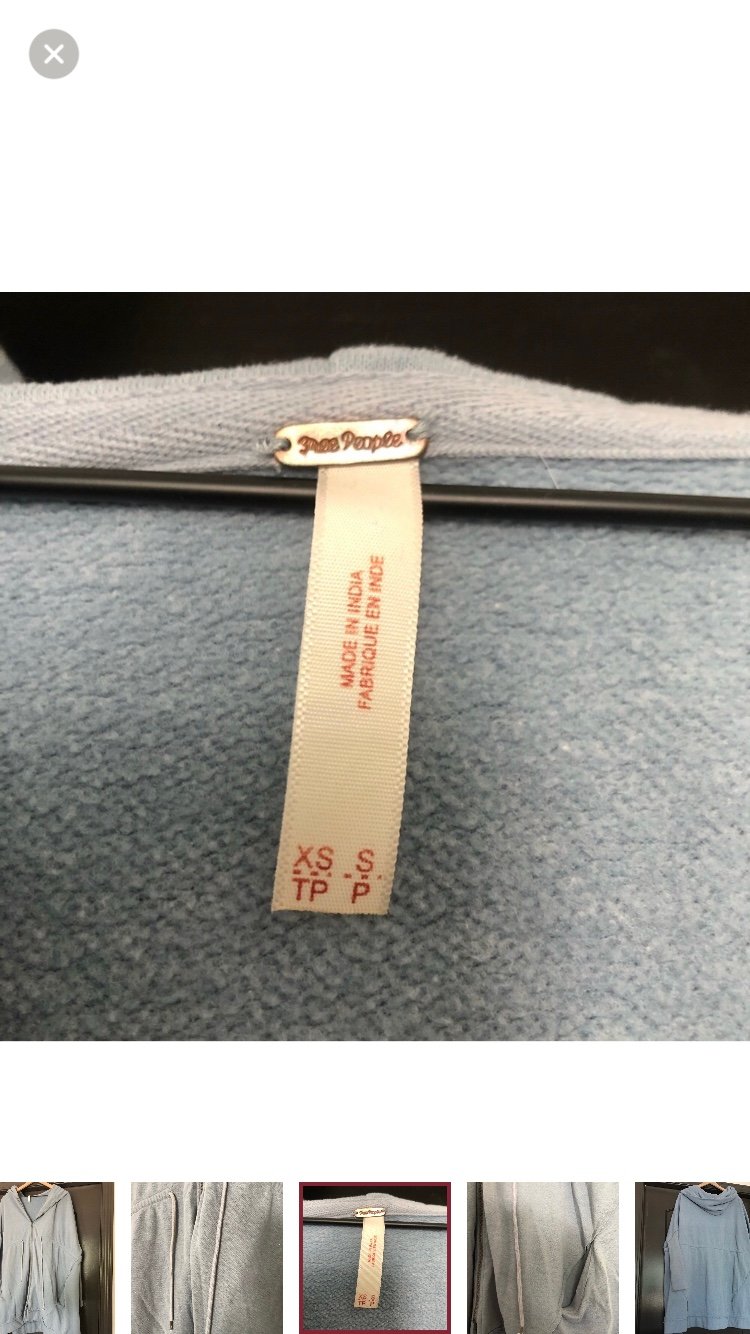 Free People
MADE IN INDIA
FABRIQUE EN INDE
XS S
TP P